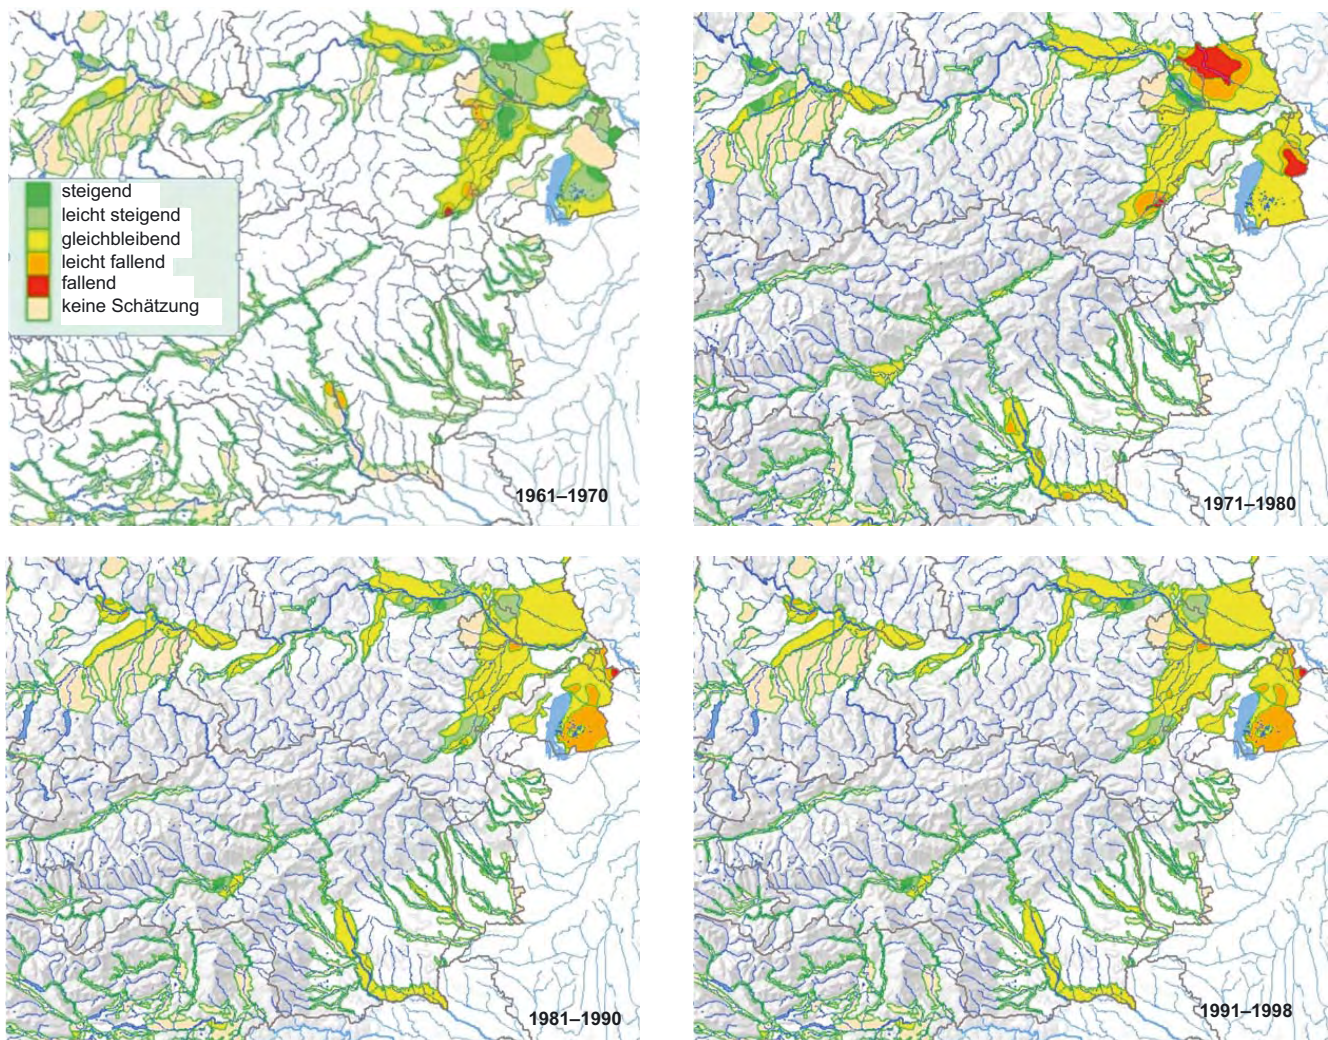 steigend
leicht steigend
gleichbleibend
leicht fallend
fallend
keine Schätzung
1961–1970
1971–1980
1981–1990
1991–1998